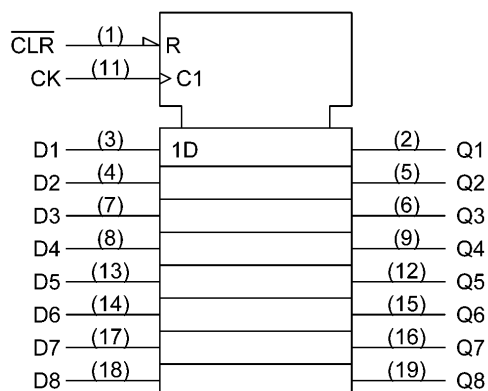 C̅L̅R̅ (1) R
CK (11) C1
D1 (3) 1D (2) Q1
D2 (4) (5) Q2
D3 (7) (6) Q3
D4 (8) (9) Q4
D5 (13) (12) Q5
D6 (14) (15) Q6
D7 (17) (16) Q7
D8 (18) (19) Q8